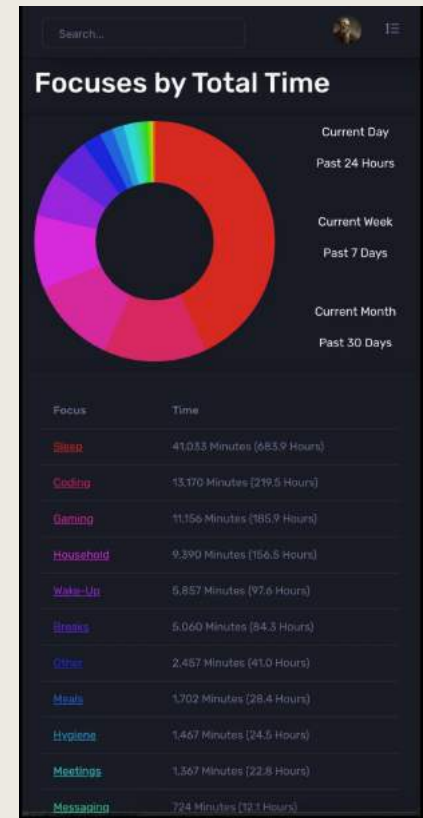 Search...
Focuses by Total Time
Current Day
Past 24 Hours
Current Week
Past 7 Days
Current Month
Past 30 Days
Focus Time
Sleep 41,033 Minutes (683.9 Hours)
Coding 13,170 Minutes (219.5 Hours)
Gaming 11,156 Minutes (185.9 Hours)
Household 9,390 Minutes (156.5 Hours)
Wake-Up 5,857 Minutes (97.6 Hours)
Breaks 5,060 Minutes (84.3 Hours)
Other 2,457 Minutes (41.0 Hours)
Meals 1,702 Minutes (28.4 Hours)
Hygiene 1,467 Minutes (24.5 Hours)
Meetings 1,367 Minutes (22.8 Hours)
Messaging 724 Minutes (12.1 Hours)